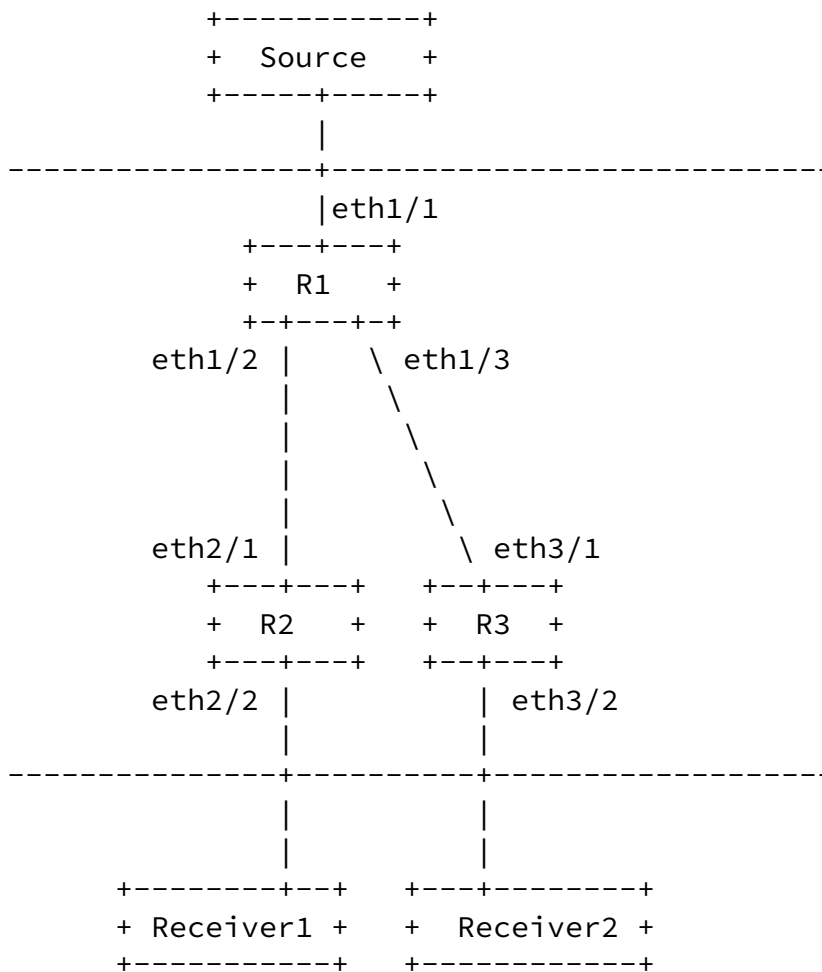 +-----------+
+  Source   +
+-----+-----+
|
-----------------+----------------------------
|eth1/1
+---+---+
+  R1   +
+-+---+-+
eth1/2 |    \ eth1/3
|     \
|      \
|       \
|        \
eth2/1 |         \ eth3/1
+---+---+   +--+---+
+  R2   +   +  R3  +
+---+---+   +--+---+
eth2/2 |          | eth3/2
|          |
---------------+----------+-------------------
|          |
|          |
+--------+--+   +---+--------+
+ Receiver1 +   +  Receiver2 +
+-----------+   +------------+